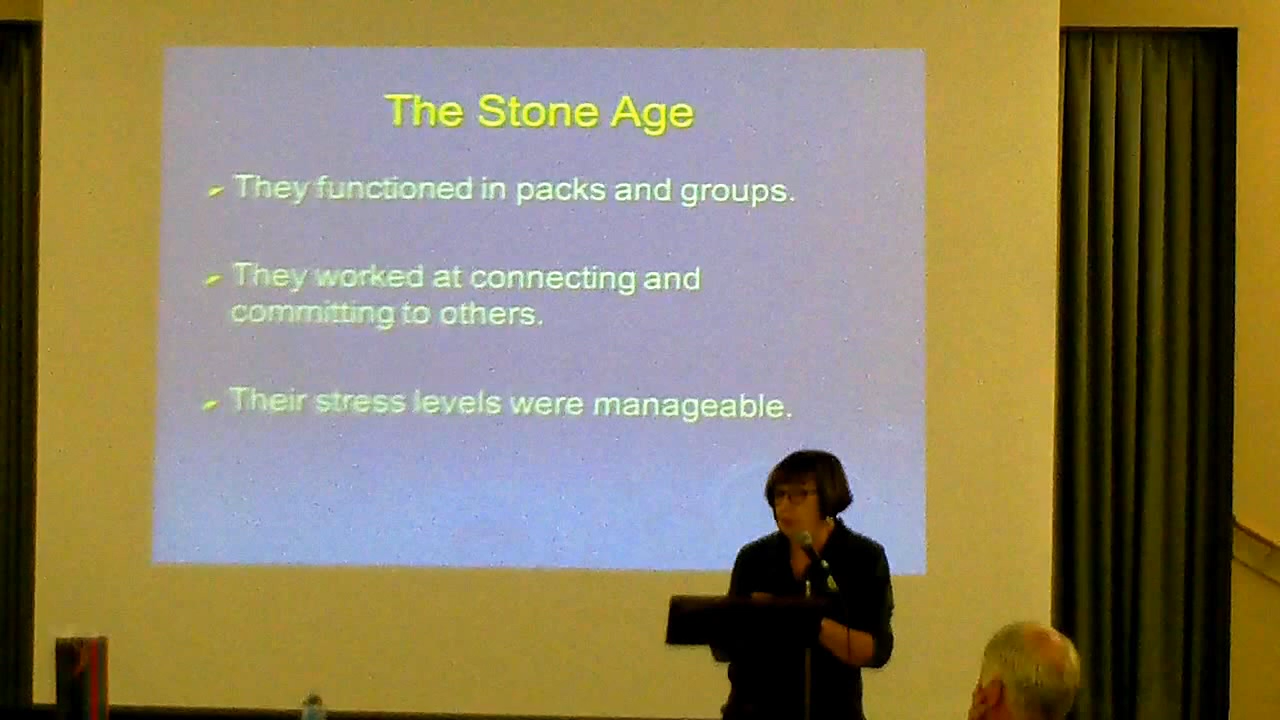 The Stone Age
They functioned in packs and groups.
They worked at connecting and
committing to others.
Their stress levels were manageable.